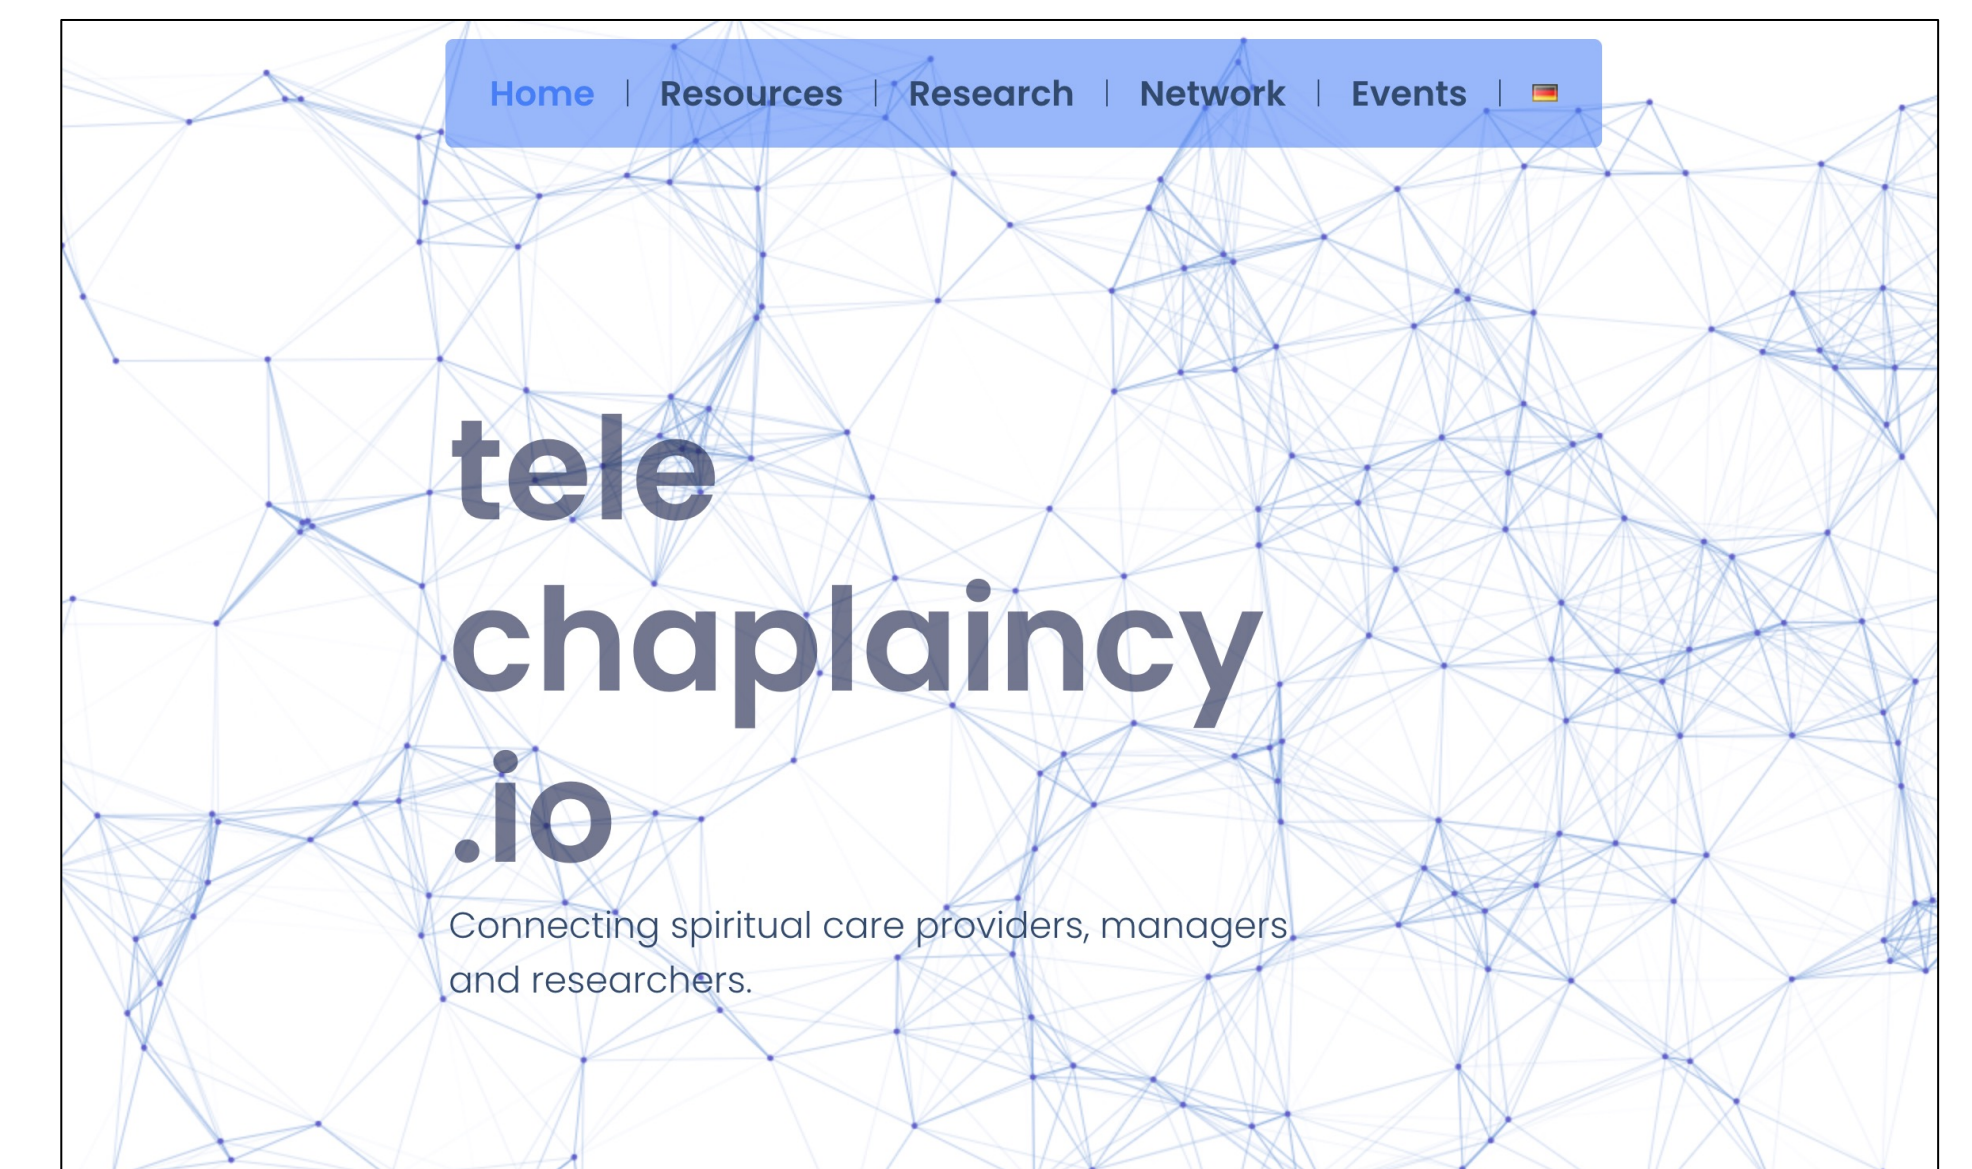 Home | Resources | Research | Network | Events |
tele
chaplaincy
.io
Connecting spiritual care providers, managers
and researchers.